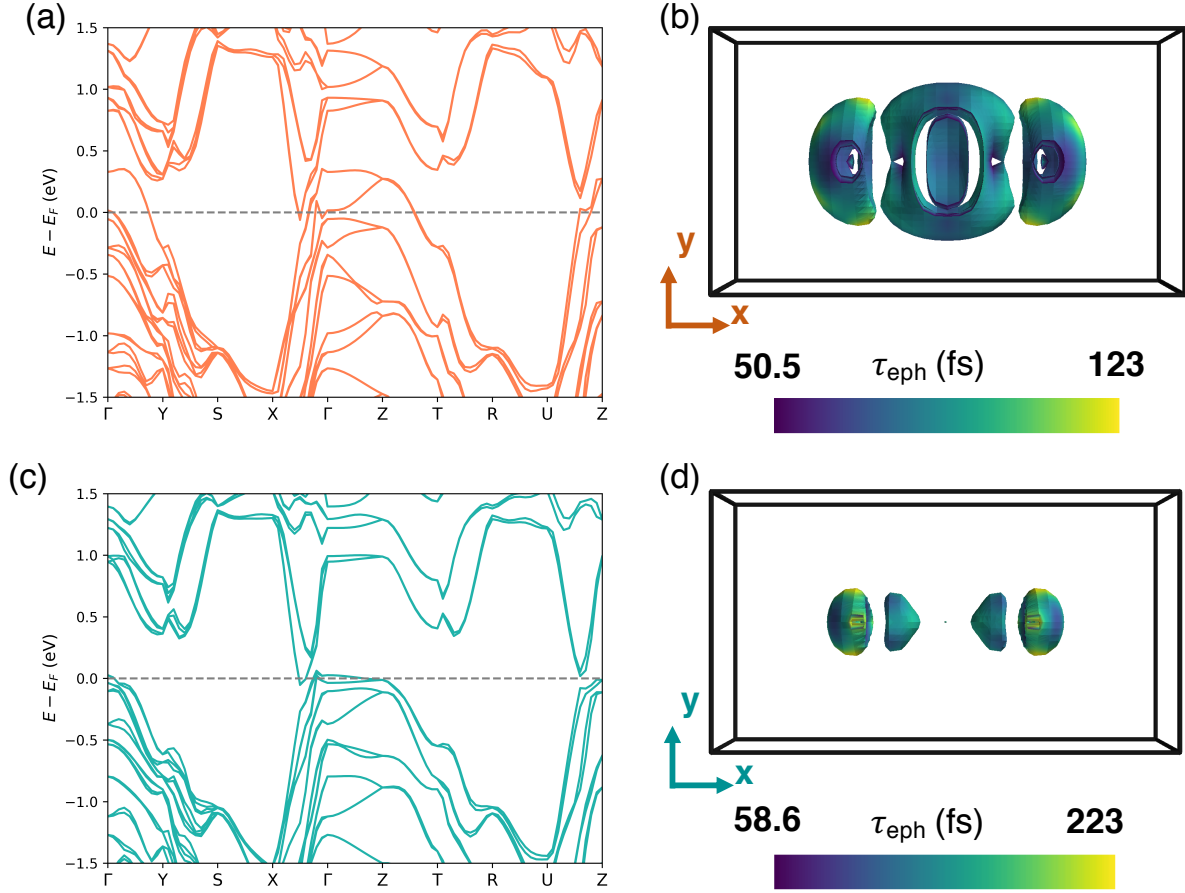 (a)
1.5
1.0
0.5
0.0
−0.5
−1.0
−1.5
E − E_F (eV)
Γ Y S X Γ Z T R U Z
(b)
y
x
50.5 τ_eph (fs) 123
(c)
1.5
1.0
0.5
0.0
−0.5
−1.0
−1.5
E − E_F (eV)
Γ Y S X Γ Z T R U Z
(d)
y
x
58.6 τ_eph (fs) 223